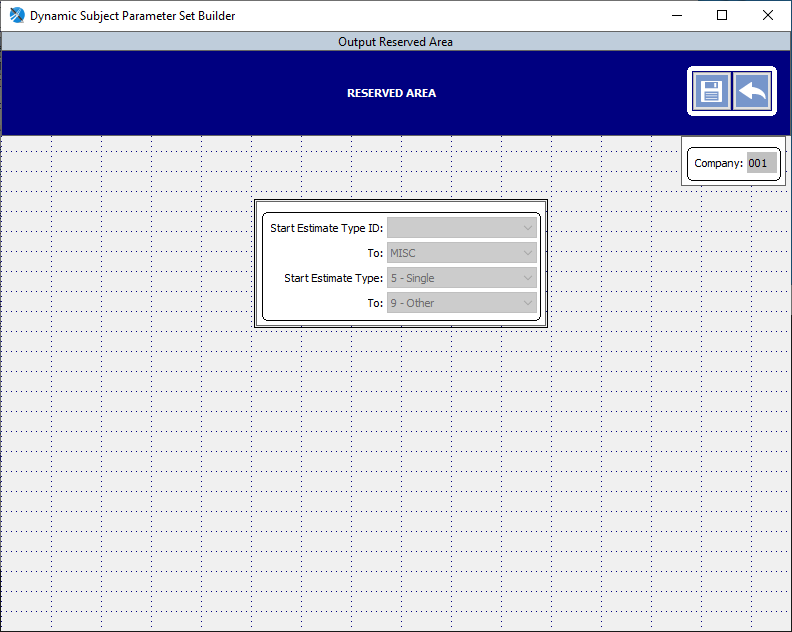 Dynamic Subject Parameter Set Builder
Output Reserved Area
RESERVED AREA
Company: 001
Start Estimate Type ID:
To: MISC
Start Estimate Type: 5 - Single
To: 9 - Other